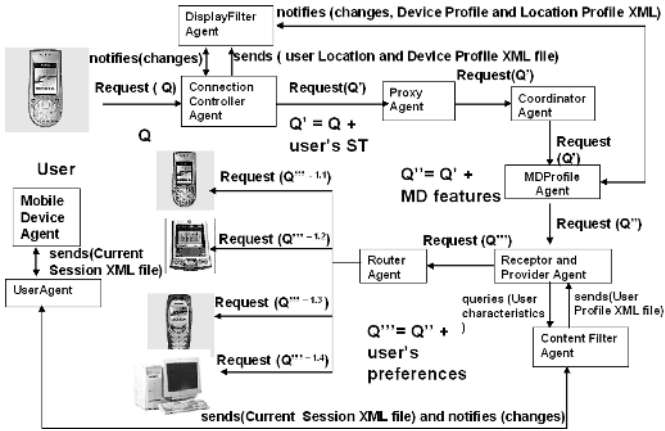 notifies (changes, Device Profile and Location Profile XML)
DisplayFilter
Agent
notifies(changes)
sends ( user Location and Device Profile XML file)
Request ( Q)
Connection
Controller
Agent
Request(Q')
Proxy
Agent
Request(Q')
Coordinator
Agent
Q
Q' = Q +
user's ST
Request
(Q')
User
Request (Q''' – 1.1)
Q''= Q' +
MD features
MDProfile
Agent
Mobile
Device
Agent
Request (Q''' – 1.2)
Request (Q''')
Request (Q'')
sends(Current
Session XML file)
Router
Agent
Receptor and
Provider Agent
UserAgent
Request (Q''' – 1.3)
queries (User
characteristics
)
sends(User
Profile XML file)
Q'''= Q'' +
user's
preferences
Content Filter
Agent
Request (Q''' – 1.4)
sends(Current Session XML file) and notifies (changes)